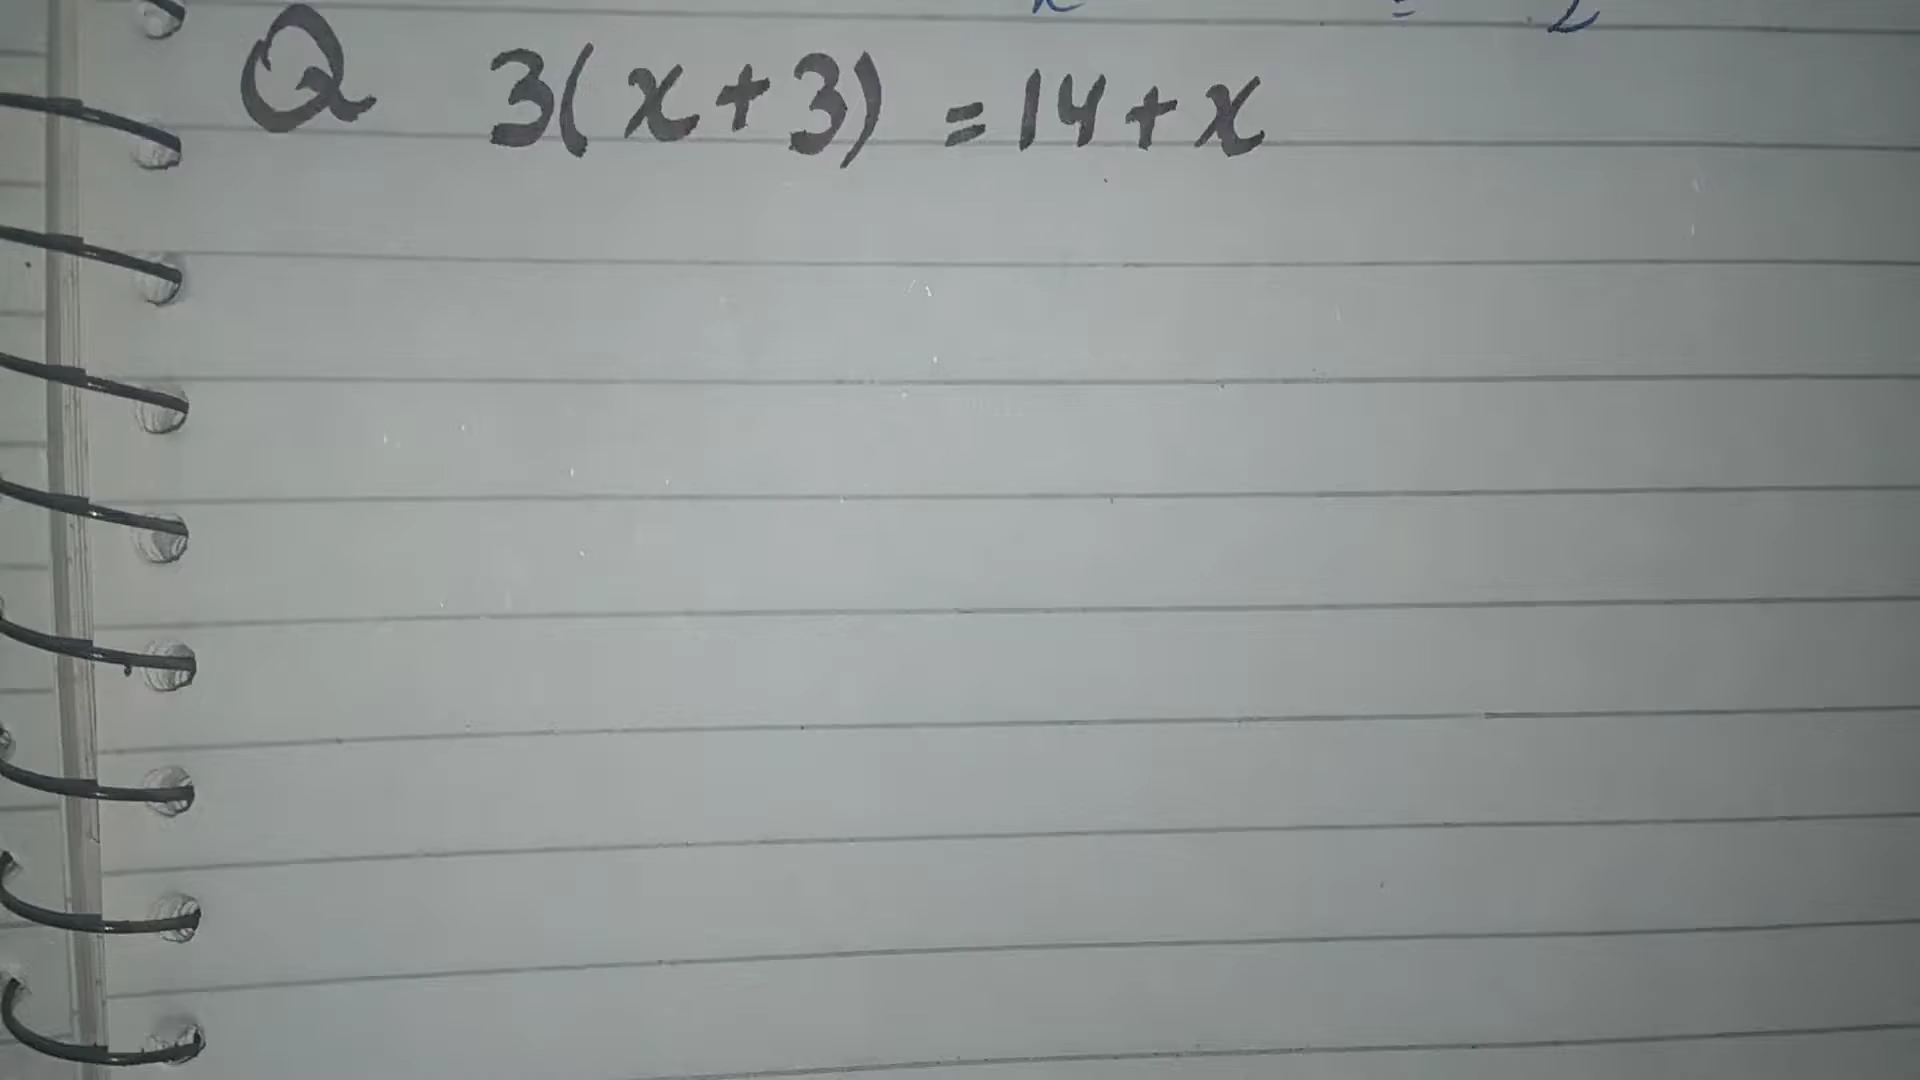 Q 3(x+3) = 14+x